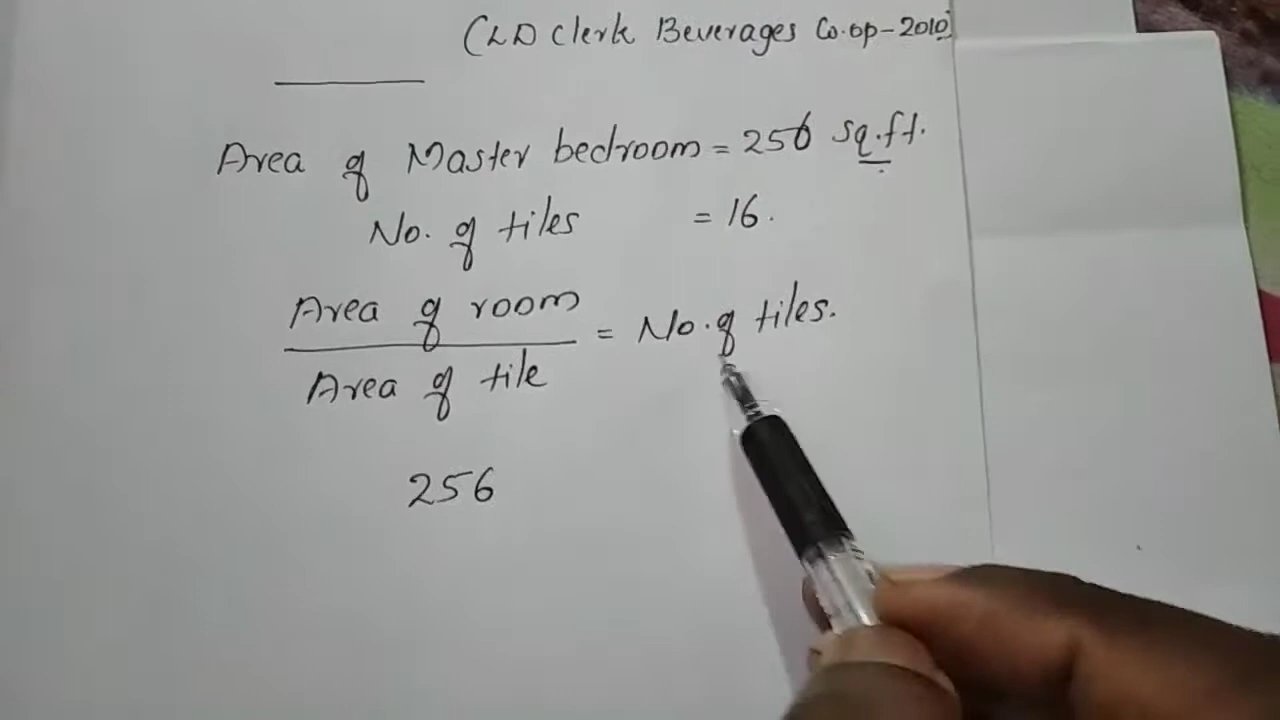 (LD Clerk Beverages Co.op-2010)
Area of Master bedroom = 256 sq.ft.
No. of tiles = 16.
Area of room
Area of tile
= No. of tiles.
256